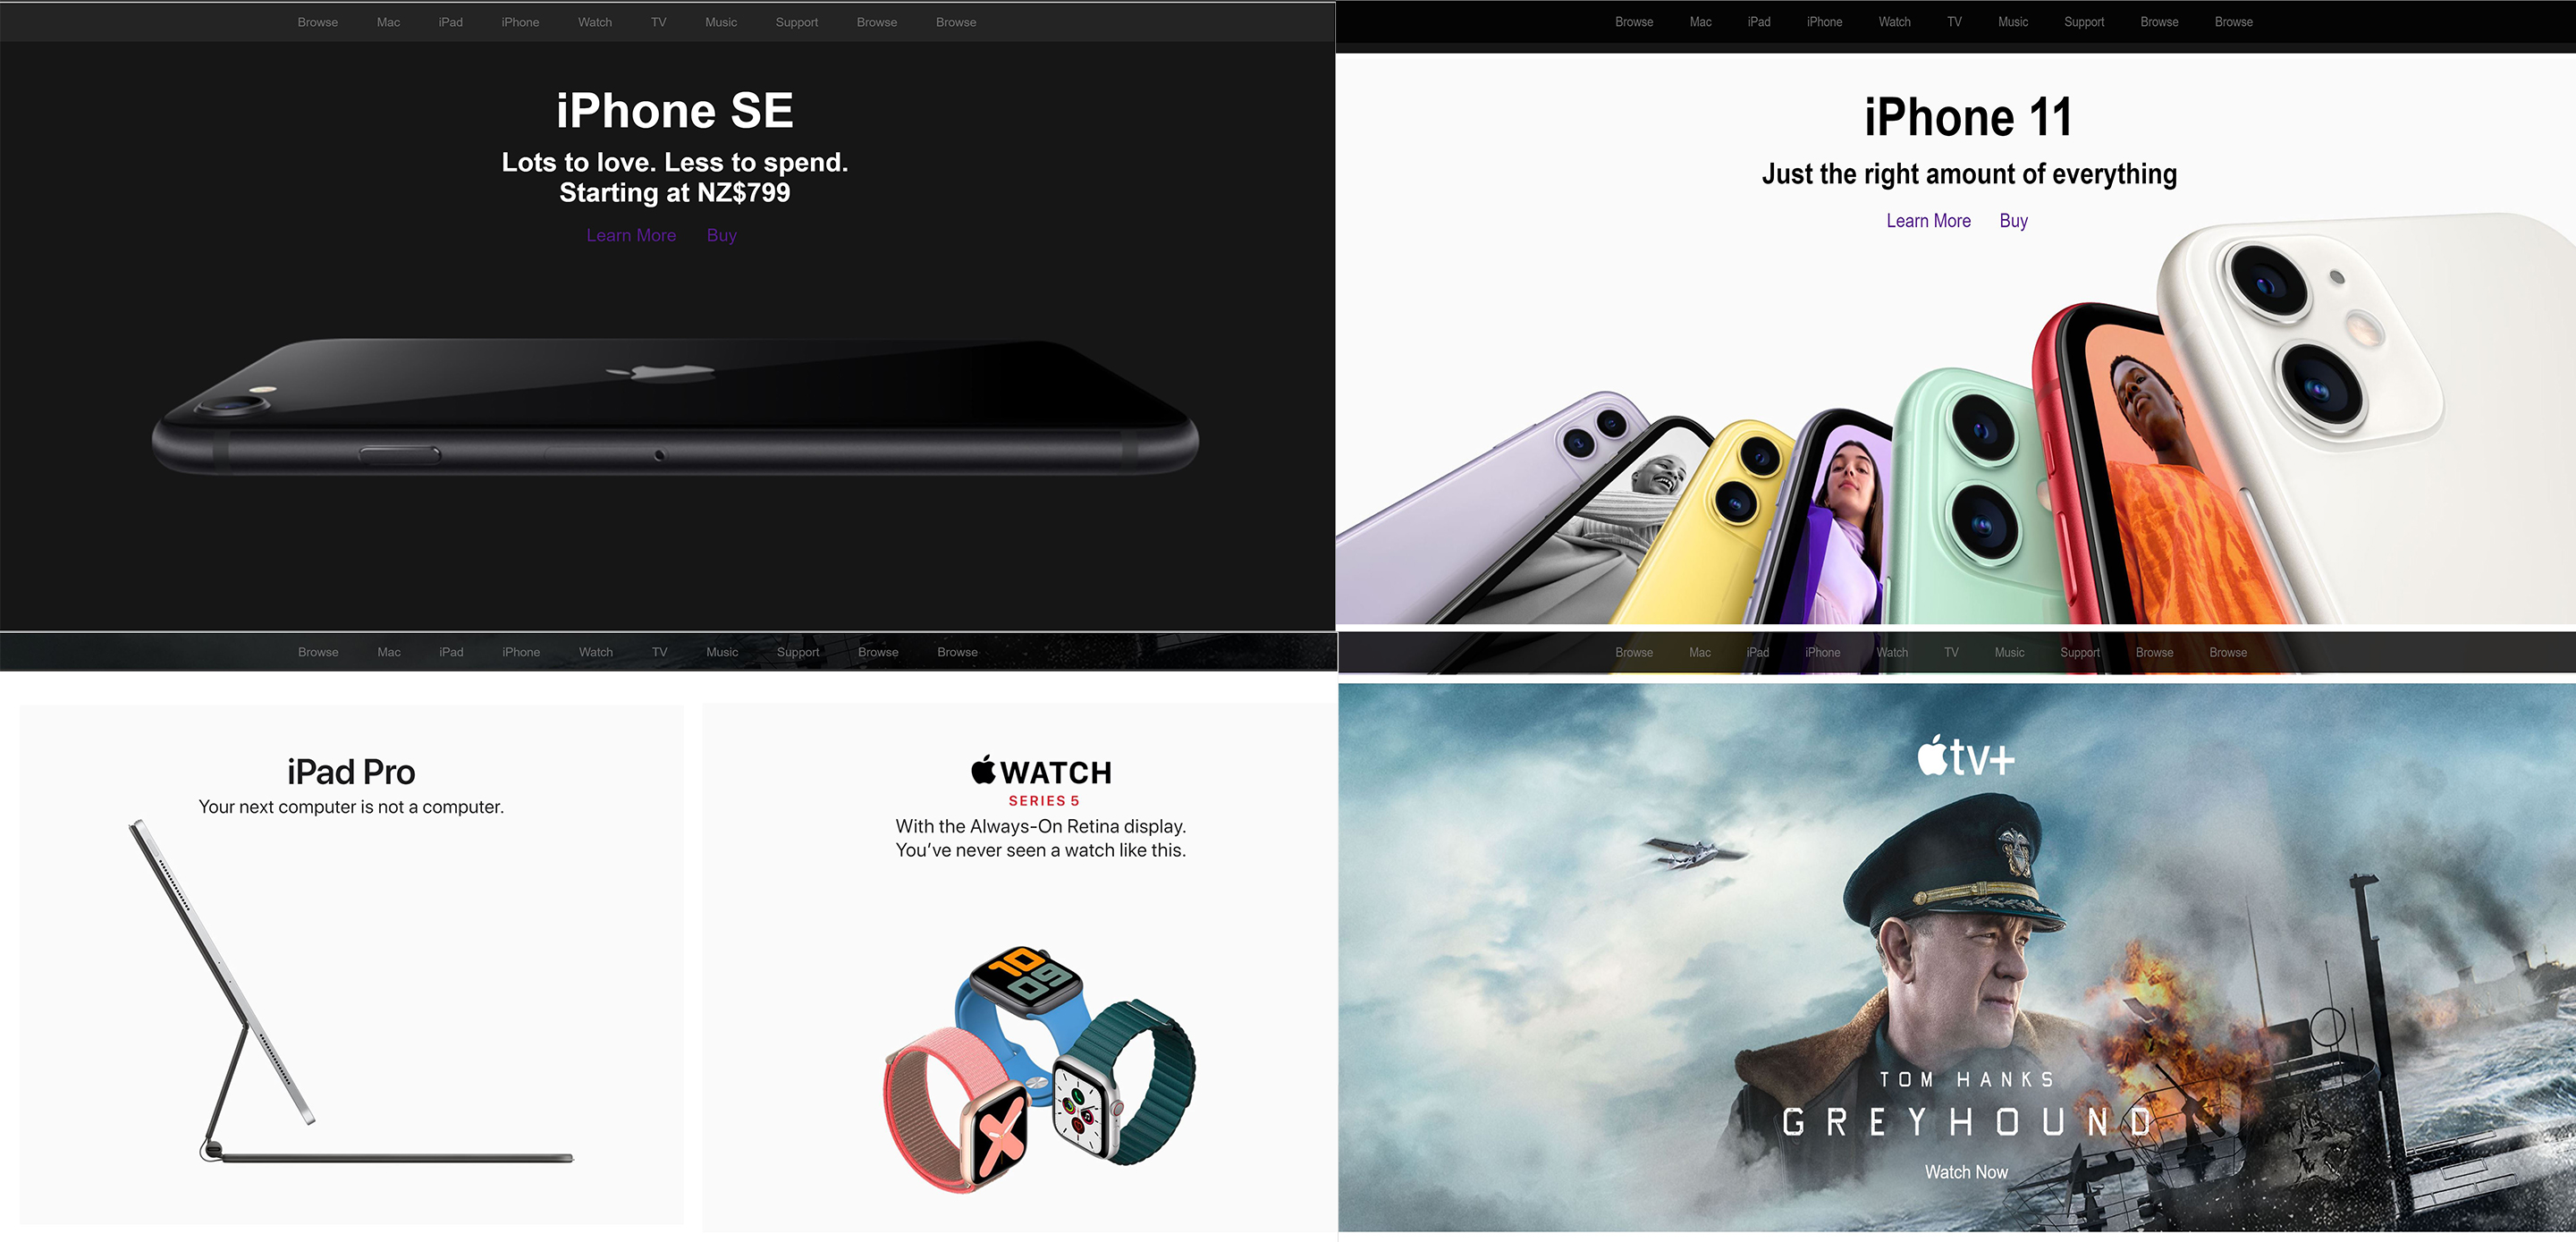 Browse Mac iPad iPhone Watch TV Music Support Browse Browse
iPhone SE
Lots to love. Less to spend.
Starting at NZ$799
Learn More Buy
Browse Mac iPad iPhone Watch TV Music Support Browse Browse
iPhone 11
Just the right amount of everything
Learn More Buy
Browse Mac iPad iPhone Watch TV Music Support Browse Browse
iPad Pro
Your next computer is not a computer.
WATCH
SERIES 5
With the Always-On Retina display.
You've never seen a watch like this.
10
09
Browse Mac iPad iPhone Watch TV Music Support Browse Browse
tv+
TOM HANKS
GREYHOUND
Watch Now